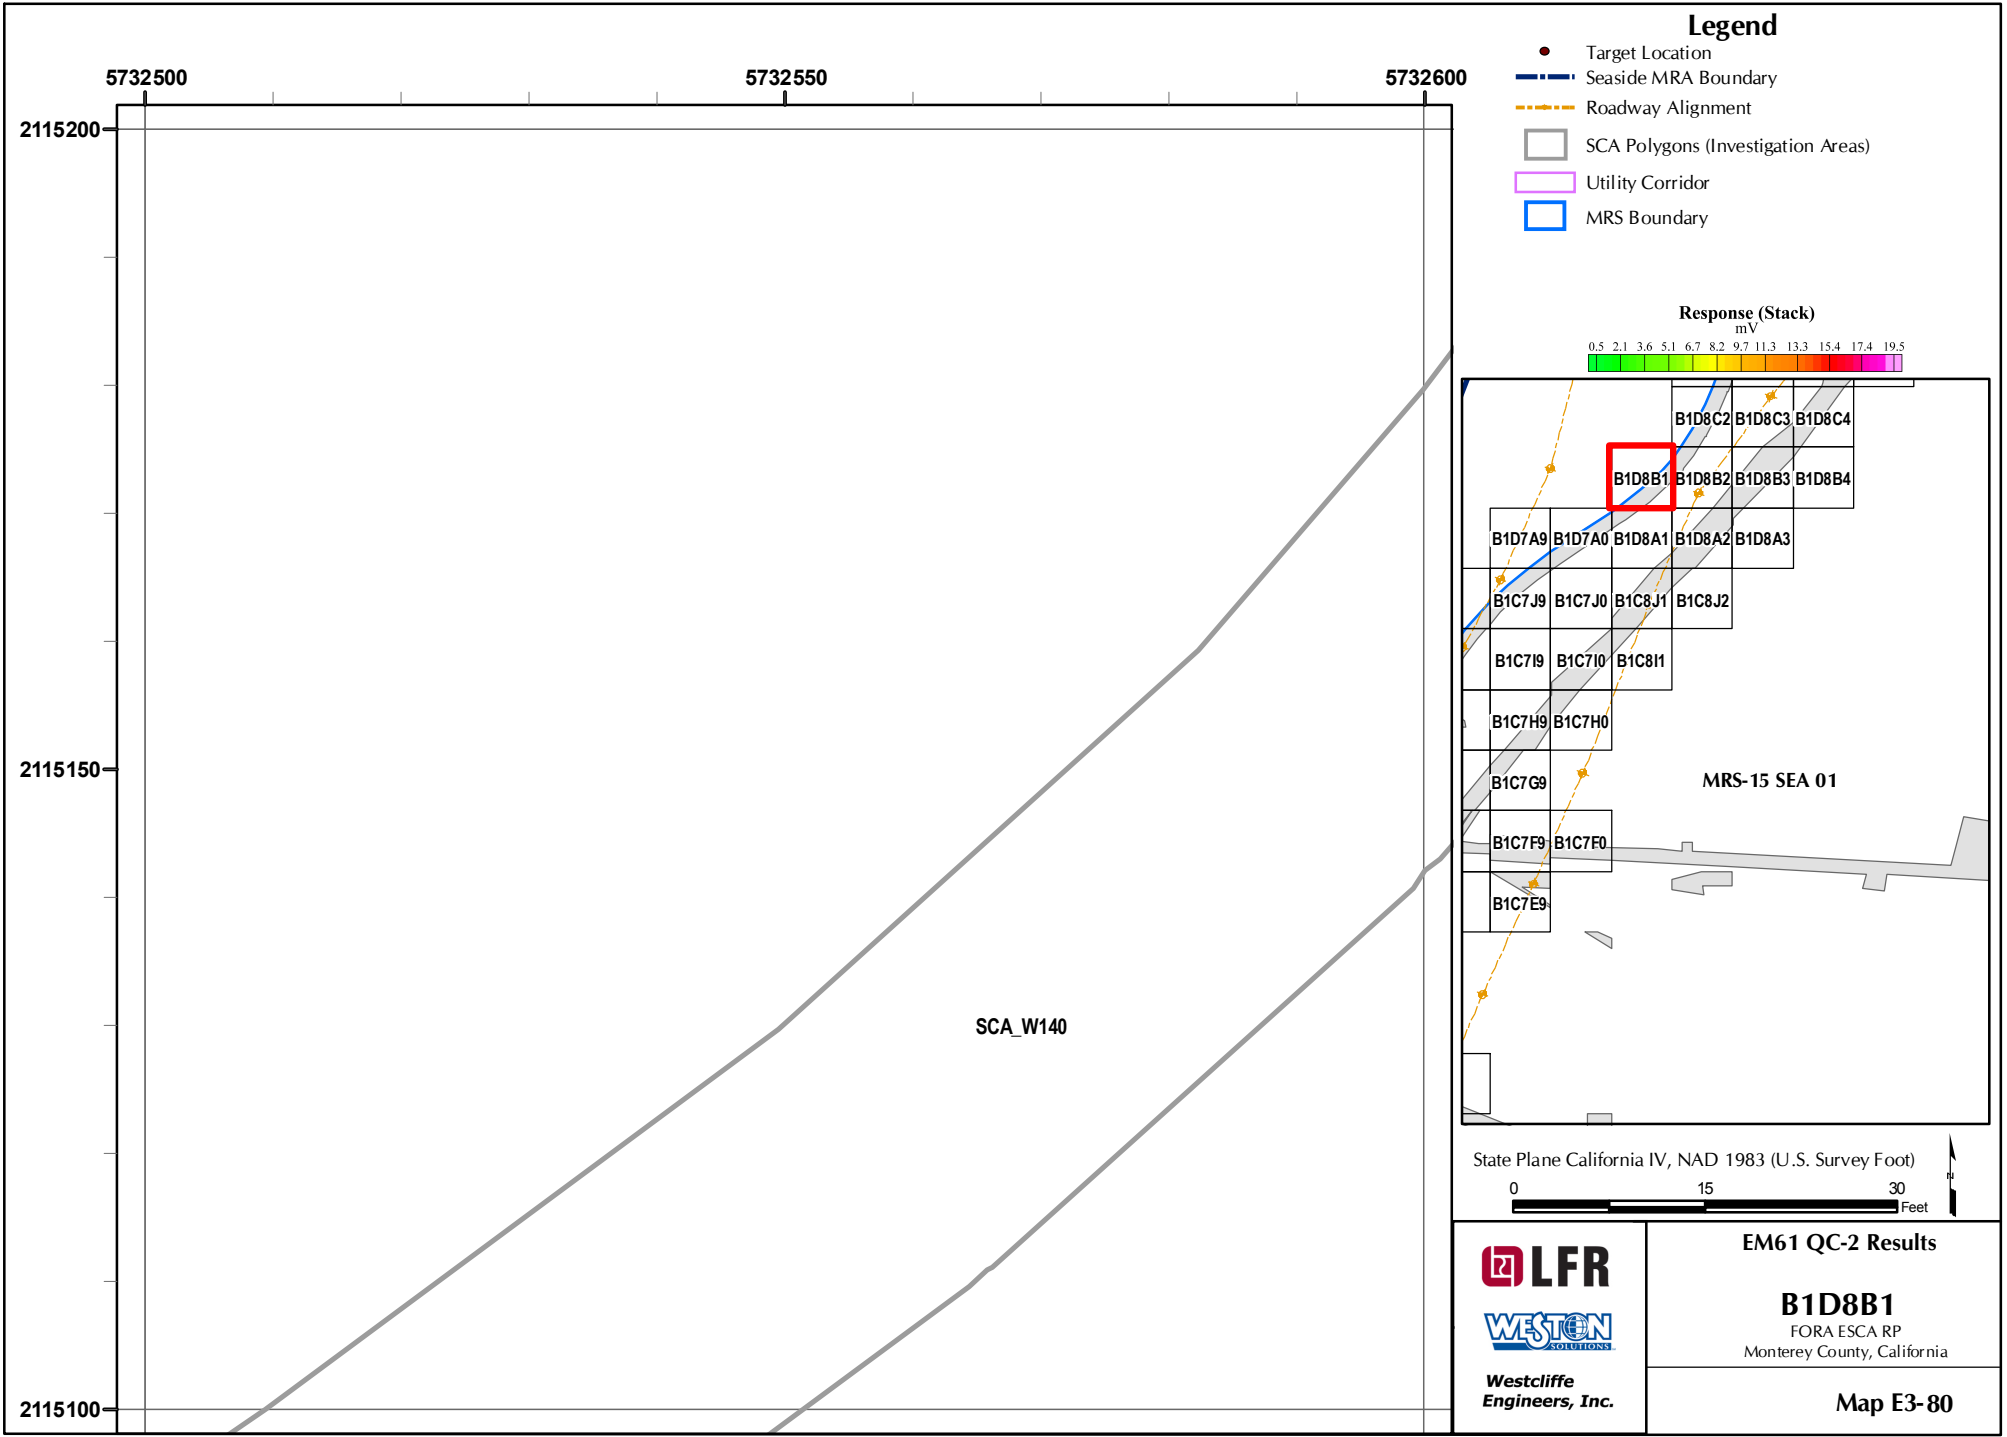 5732500 5732550 5732600
2115200
2115150
2115100
SCA_W140
Legend
Target Location
Seaside MRA Boundary
Roadway Alignment
SCA Polygons (Investigation Areas)
Utility Corridor
MRS Boundary
Response (Stack)
mV
0.5 2.1 3.6 5.1 6.7 8.2 9.7 11.3 13.3 15.4 17.4 19.5
B1D8C2 B1D8C3 B1D8C4
B1D8B1 B1D8B2 B1D8B3 B1D8B4
B1D7A9 B1D7A0 B1D8A1 B1D8A2 B1D8A3
B1C7J9 B1C7J0 B1C8J1 B1C8J2
B1C7I9 B1C7I0 B1C8I1
B1C7H9 B1C7H0
B1C7G9
MRS-15 SEA 01
B1C7F9 B1C7F0
B1C7E9
State Plane California IV, NAD 1983 (U.S. Survey Foot)
0 15 30
Feet
N
LFR
WESTON
SOLUTIONS
Westcliffe
Engineers, Inc.
EM61 QC-2 Results
B1D8B1
FORA ESCA RP
Monterey County, California
Map E3-80